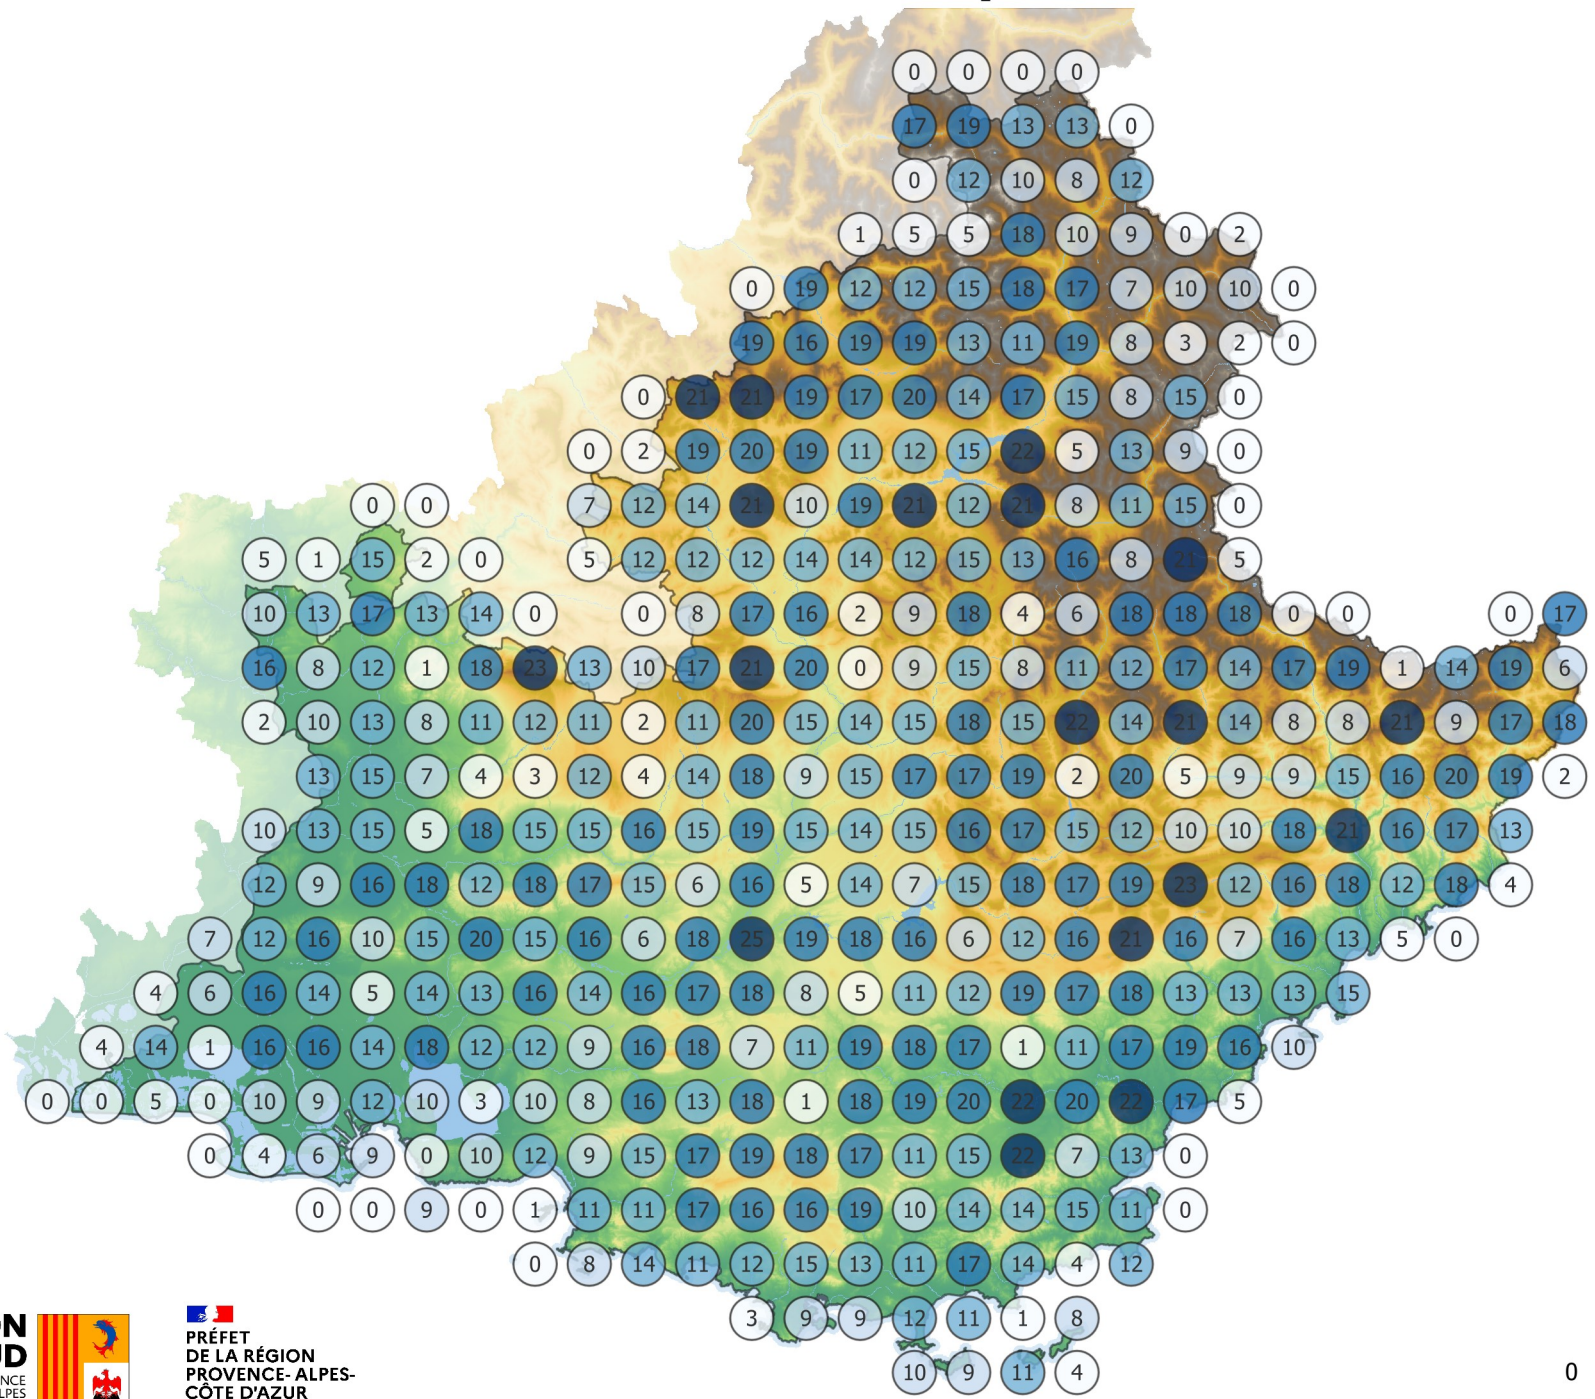 0 0 0 0
17 19 13 13 0
0 12 10 8 12
1 5 5 18 10 9 0 2
0 19 12 12 15 18 17 7 10 10 0
19 16 19 19 13 11 19 8 3 2 0
0 21 21 19 17 20 14 17 15 8 15 0
0 2 19 20 19 11 12 15 22 5 13 9 0
0 0 7 12 14 21 10 19 21 12 21 8 11 15 0
5 1 15 2 0 5 12 12 12 14 14 12 15 13 16 8 21 5
10 13 17 13 14 0 0 8 17 16 2 9 18 4 6 18 18 18 0 0 0 17
16 8 12 1 18 23 13 10 17 21 20 0 9 15 8 11 12 17 14 17 19 1 14 19 6
2 10 13 8 11 12 11 2 11 20 15 14 15 18 15 22 14 21 14 8 8 21 9 17 18
13 15 7 4 3 12 4 14 18 9 15 17 17 19 2 20 5 9 9 15 16 20 19 2
10 13 15 5 18 15 15 16 15 19 15 14 15 16 17 15 12 10 10 18 21 16 17 13
12 9 16 18 12 18 17 15 6 16 5 14 7 15 18 17 19 23 12 16 18 12 18 4
7 12 16 10 15 20 15 16 6 18 25 19 18 16 6 12 16 21 16 7 16 13 5 0
4 6 16 14 5 14 13 16 14 16 17 18 8 5 11 12 19 17 18 13 13 13 15
4 14 1 16 16 14 18 12 12 9 16 18 7 11 19 18 17 1 11 17 19 16 10
0 0 5 0 10 9 12 10 3 10 8 16 13 18 1 18 19 20 22 20 22 17 5
0 4 6 9 0 10 12 9 15 17 19 18 17 11 15 22 7 13 0
0 0 9 0 1 11 11 17 16 16 19 10 14 14 15 11 0
0 8 14 11 12 15 13 11 17 14 4 12
3 9 9 12 11 1 8
10 9 11 4
PRÉFET
DE LA RÉGION
PROVENCE- ALPES-
CÔTE D'AZUR
0